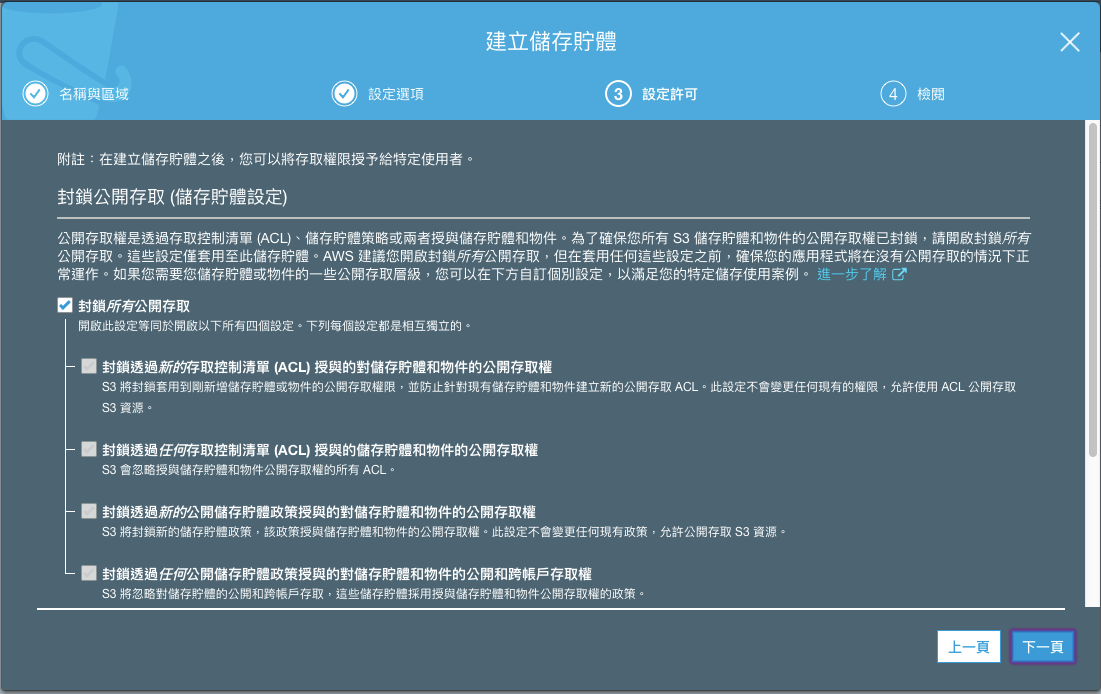 建立儲存貯體
名稱與區域
設定選項
3 設定許可
4 檢閱
附註：在建立儲存貯體之後，您可以將存取權限授予給特定使用者。
封鎖公開存取 (儲存貯體設定)
公開存取權是透過存取控制清單 (ACL)、儲存貯體策略或兩者授與儲存貯體和物件。為了確保您所有 S3 儲存貯體和物件的公開存取權已封鎖，請開啟封鎖所有
公開存取。這些設定僅套用至此儲存貯體。AWS 建議您開啟封鎖所有公開存取，但在套用任何這些設定之前，確保您的應用程式將在沒有公開存取的情況下正
常運作。如果您需要您儲存貯體或物件的一些公開存取層級，您可以在下方自訂個別設定，以滿足您的特定儲存使用案例。 進一步了解
封鎖所有公開存取
開啟此設定等同於開啟以下所有四個設定。下列每個設定都是相互獨立的。
封鎖透過新的存取控制清單 (ACL) 授與的對儲存貯體和物件的公開存取權
S3 將封鎖套用到剛新增儲存貯體或物件的公開存取權限，並防止針對現有儲存貯體和物件建立新的公開存取 ACL。此設定不會變更任何現有的權限，允許使用 ACL 公開存取
S3 資源。
封鎖透過任何存取控制清單 (ACL) 授與的儲存貯體和物件的公開存取權
S3 會忽略授與儲存貯體和物件公開存取權的所有 ACL。
封鎖透過新的公開儲存貯體政策授與的對儲存貯體和物件的公開存取權
S3 將封鎖新的儲存貯體政策，該政策授與儲存貯體和物件的公開存取權。此設定不會變更任何現有政策，允許公開存取 S3 資源。
封鎖透過任何公開儲存貯體政策授與的對儲存貯體和物件的公開和跨帳戶存取權
S3 將忽略對儲存貯體的公開和跨帳戶存取，這些儲存貯體採用授與儲存貯體和物件公開存取權的政策。
上一頁
下一頁